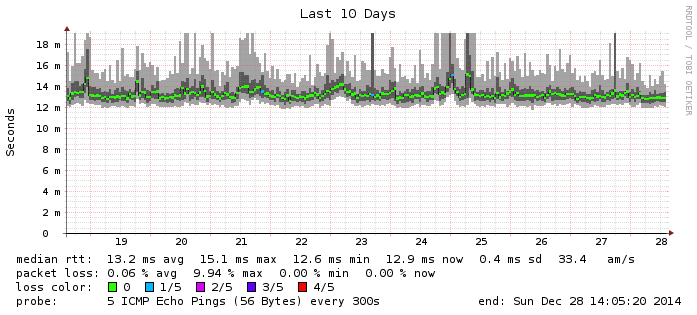 Last 10 Days
RRDTOOL / TOBI OETIKER
Seconds
18 m
16 m
14 m
12 m
10 m
8 m
6 m
4 m
2 m
0
19 20 21 22 23 24 25 26 27 28
median rtt: 13.2 ms avg 15.1 ms max 12.6 ms min 12.9 ms now 0.4 ms sd 33.4 am/s
packet loss: 0.06 % avg 9.94 % max 0.00 % min 0.00 % now
loss color: 0 1/5 2/5 3/5 4/5
probe: 5 ICMP Echo Pings (56 Bytes) every 300s end: Sun Dec 28 14:05:20 2014